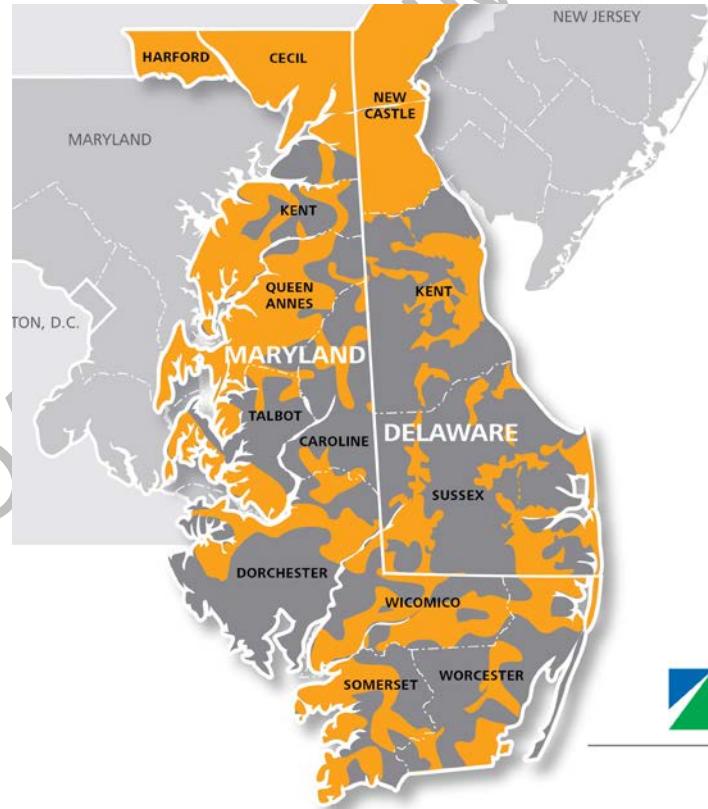 NEW JERSEY
HARFORD
CECIL
NEW
CASTLE
MARYLAND
KENT
QUEEN
ANNES
KENT
TON, D.C.
MARYLAND
TALBOT
CAROLINE
DELAWARE
SUSSEX
DORCHESTER
WICOMICO
SOMERSET
WORCESTER